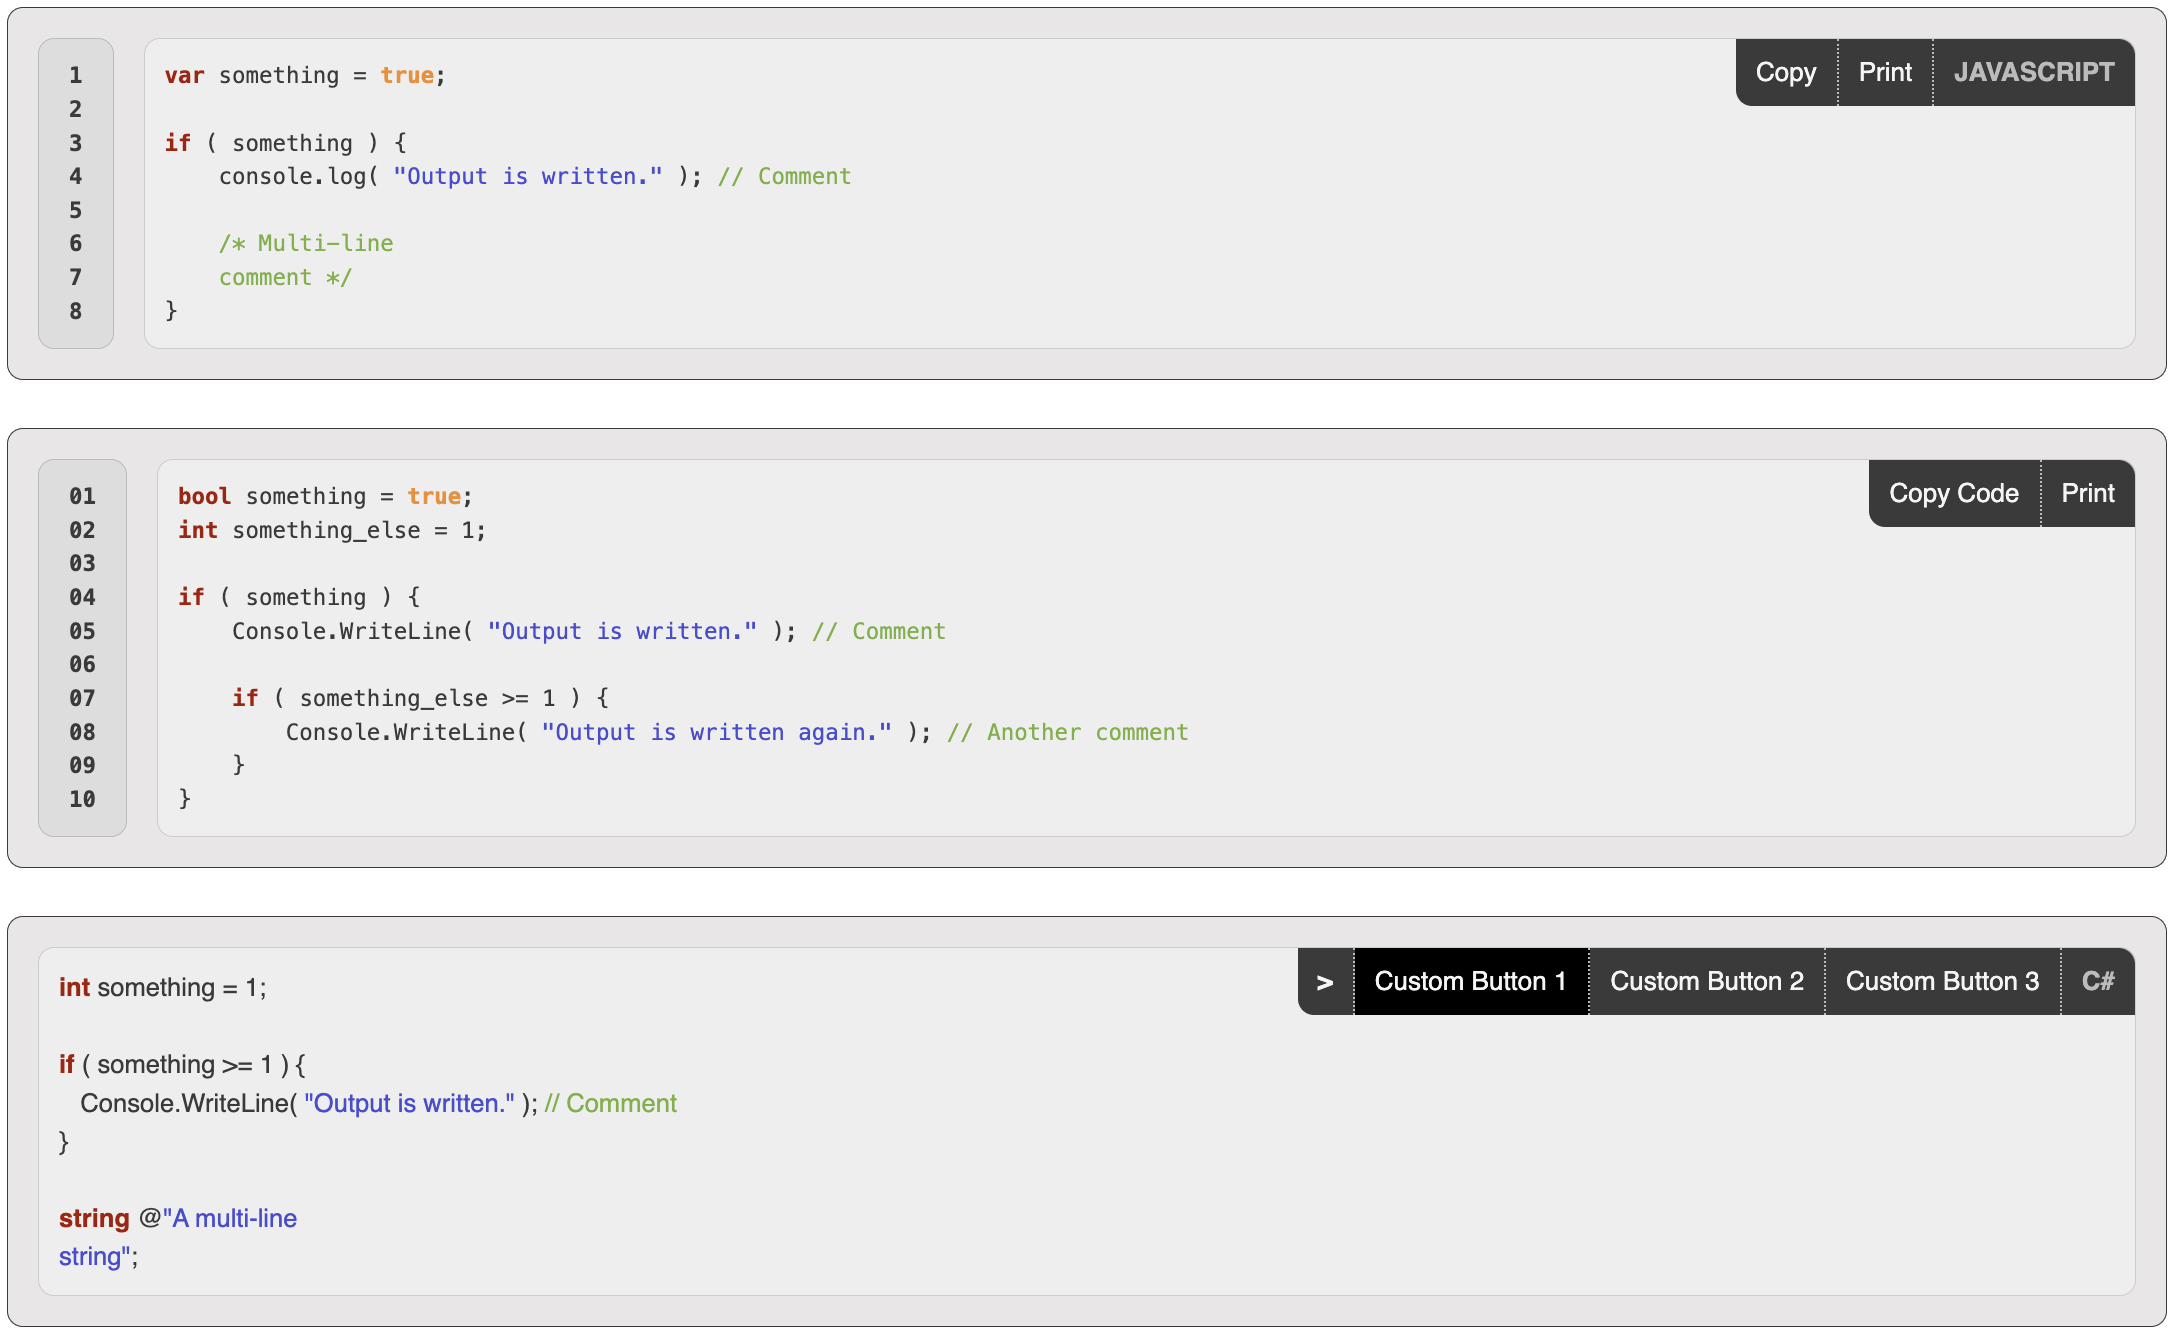 1 var something = true; Copy Print JAVASCRIPT
2
3 if ( something ) {
4     console.log( "Output is written." ); // Comment
5
6     /* Multi-line
7     comment */
8 }
01 bool something = true; Copy Code Print
02 int something_else = 1;
03
04 if ( something ) {
05     Console.WriteLine( "Output is written." ); // Comment
06
07     if ( something_else >= 1 ) {
08         Console.WriteLine( "Output is written again." ); // Another comment
09     }
10 }
int something = 1; > Custom Button 1 Custom Button 2 Custom Button 3 C#
if ( something >= 1 ) {
   Console.WriteLine( "Output is written." ); // Comment
}
string @"A multi-line
string";